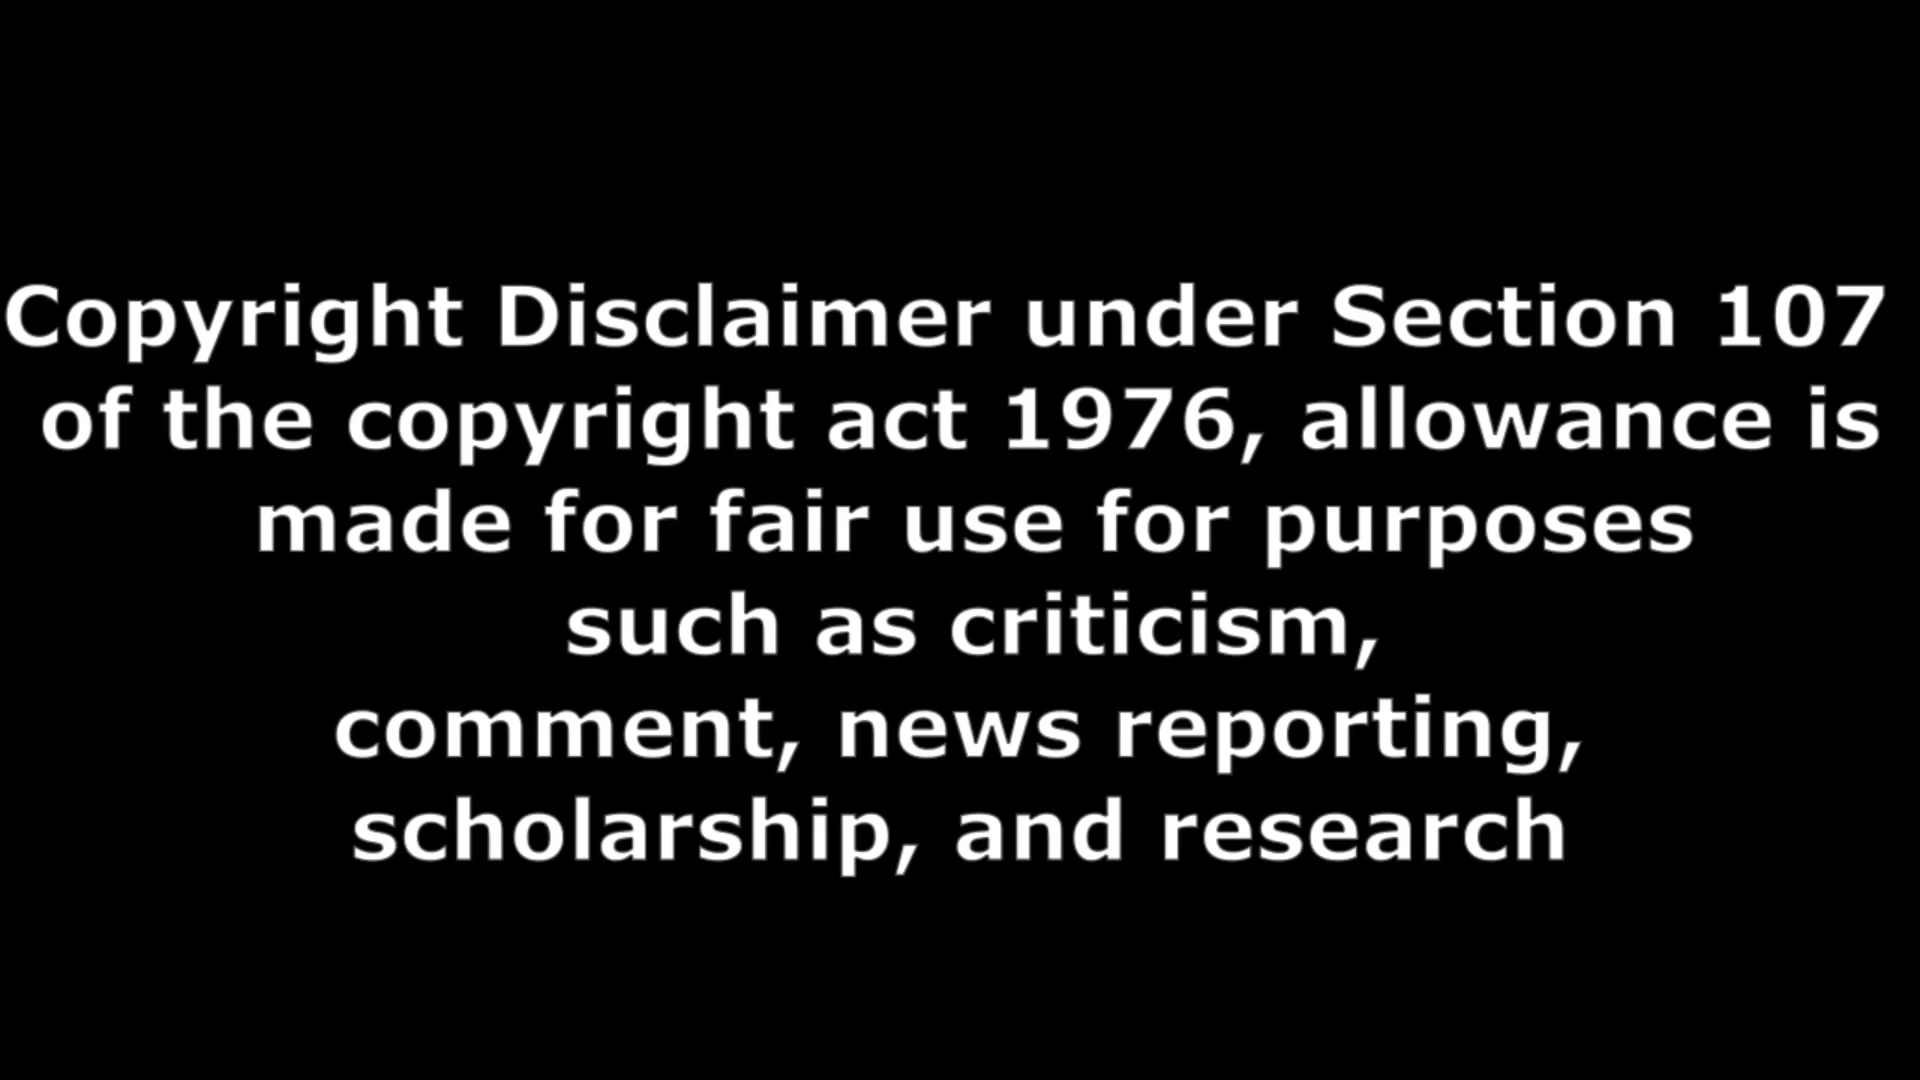 Copyright Disclaimer under Section 107
of the copyright act 1976, allowance is
made for fair use for purposes
such as criticism,
comment, news reporting,
scholarship, and research